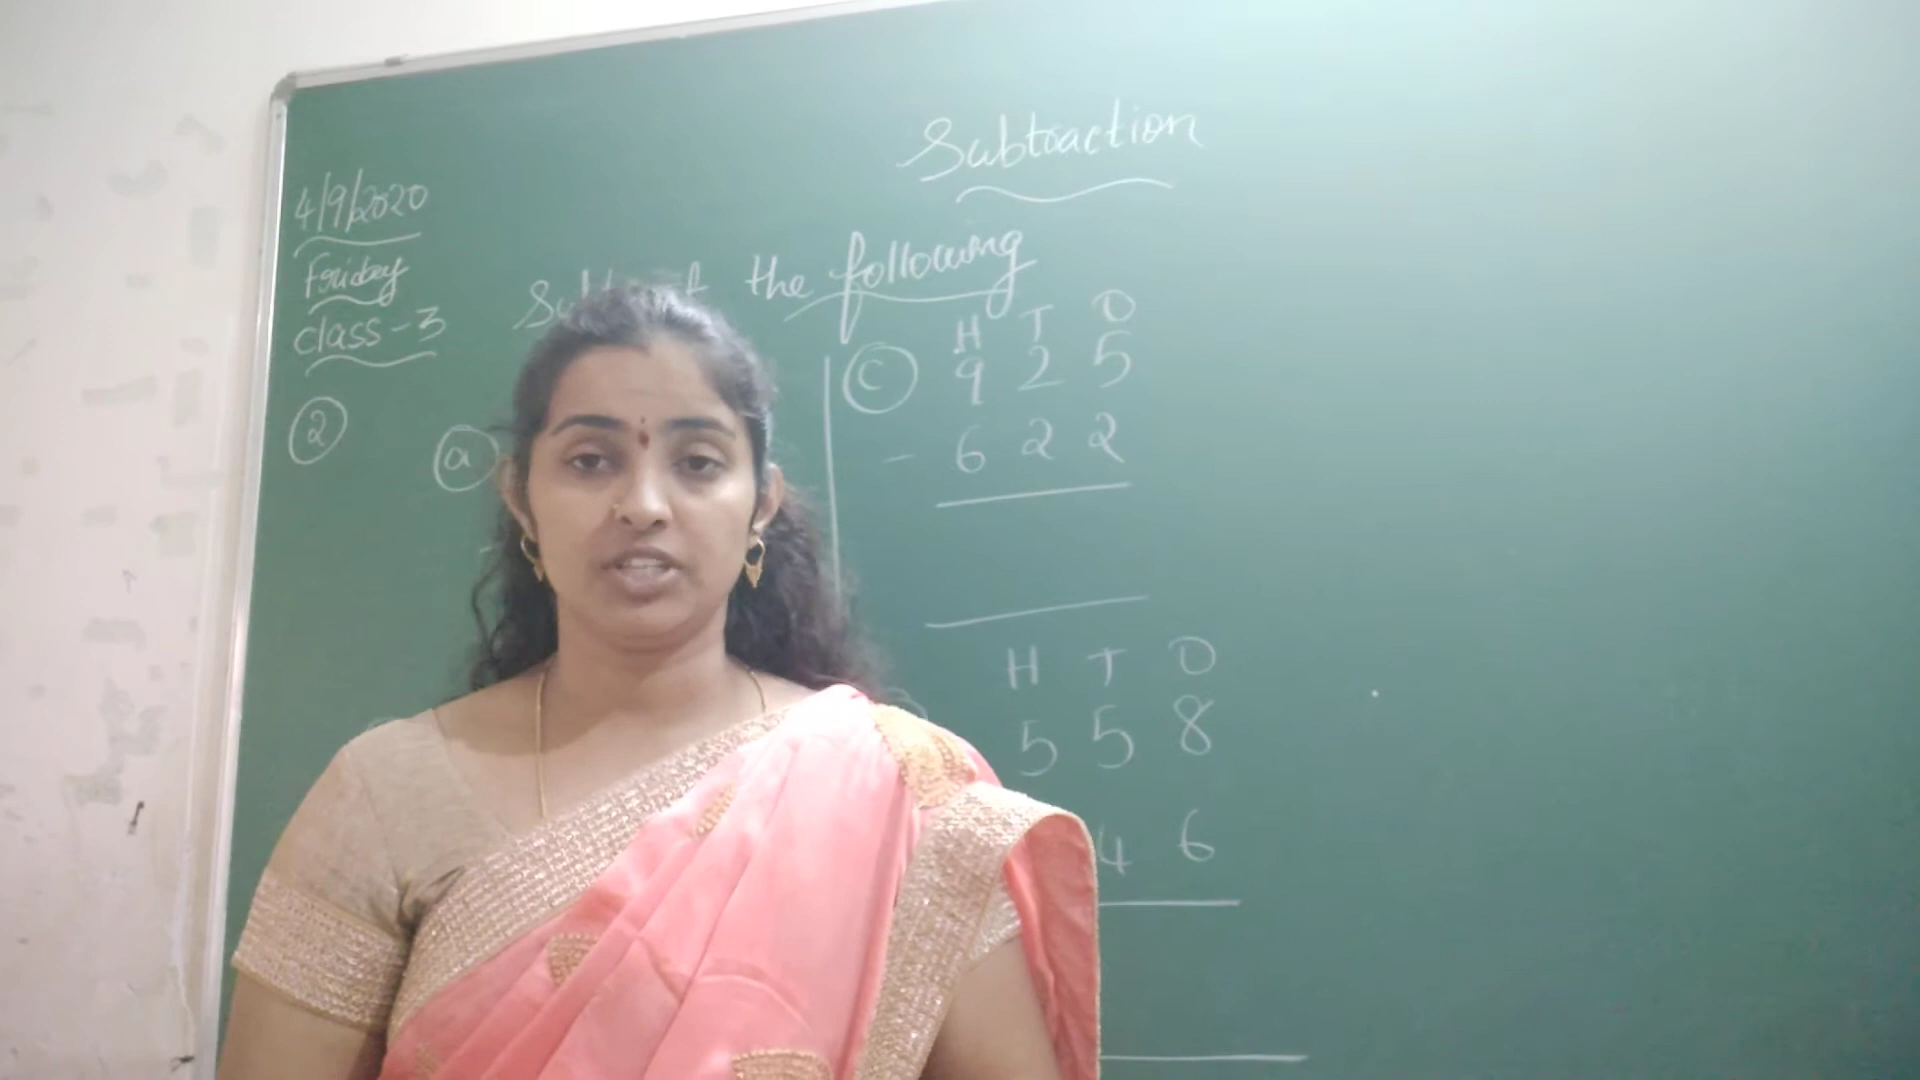 Subtraction
4/9/2020
Friday
class-3
Subtract the following
2
a
c
H T O
9 2 5
- 6 2 2
H T O
5 5 8
4 6